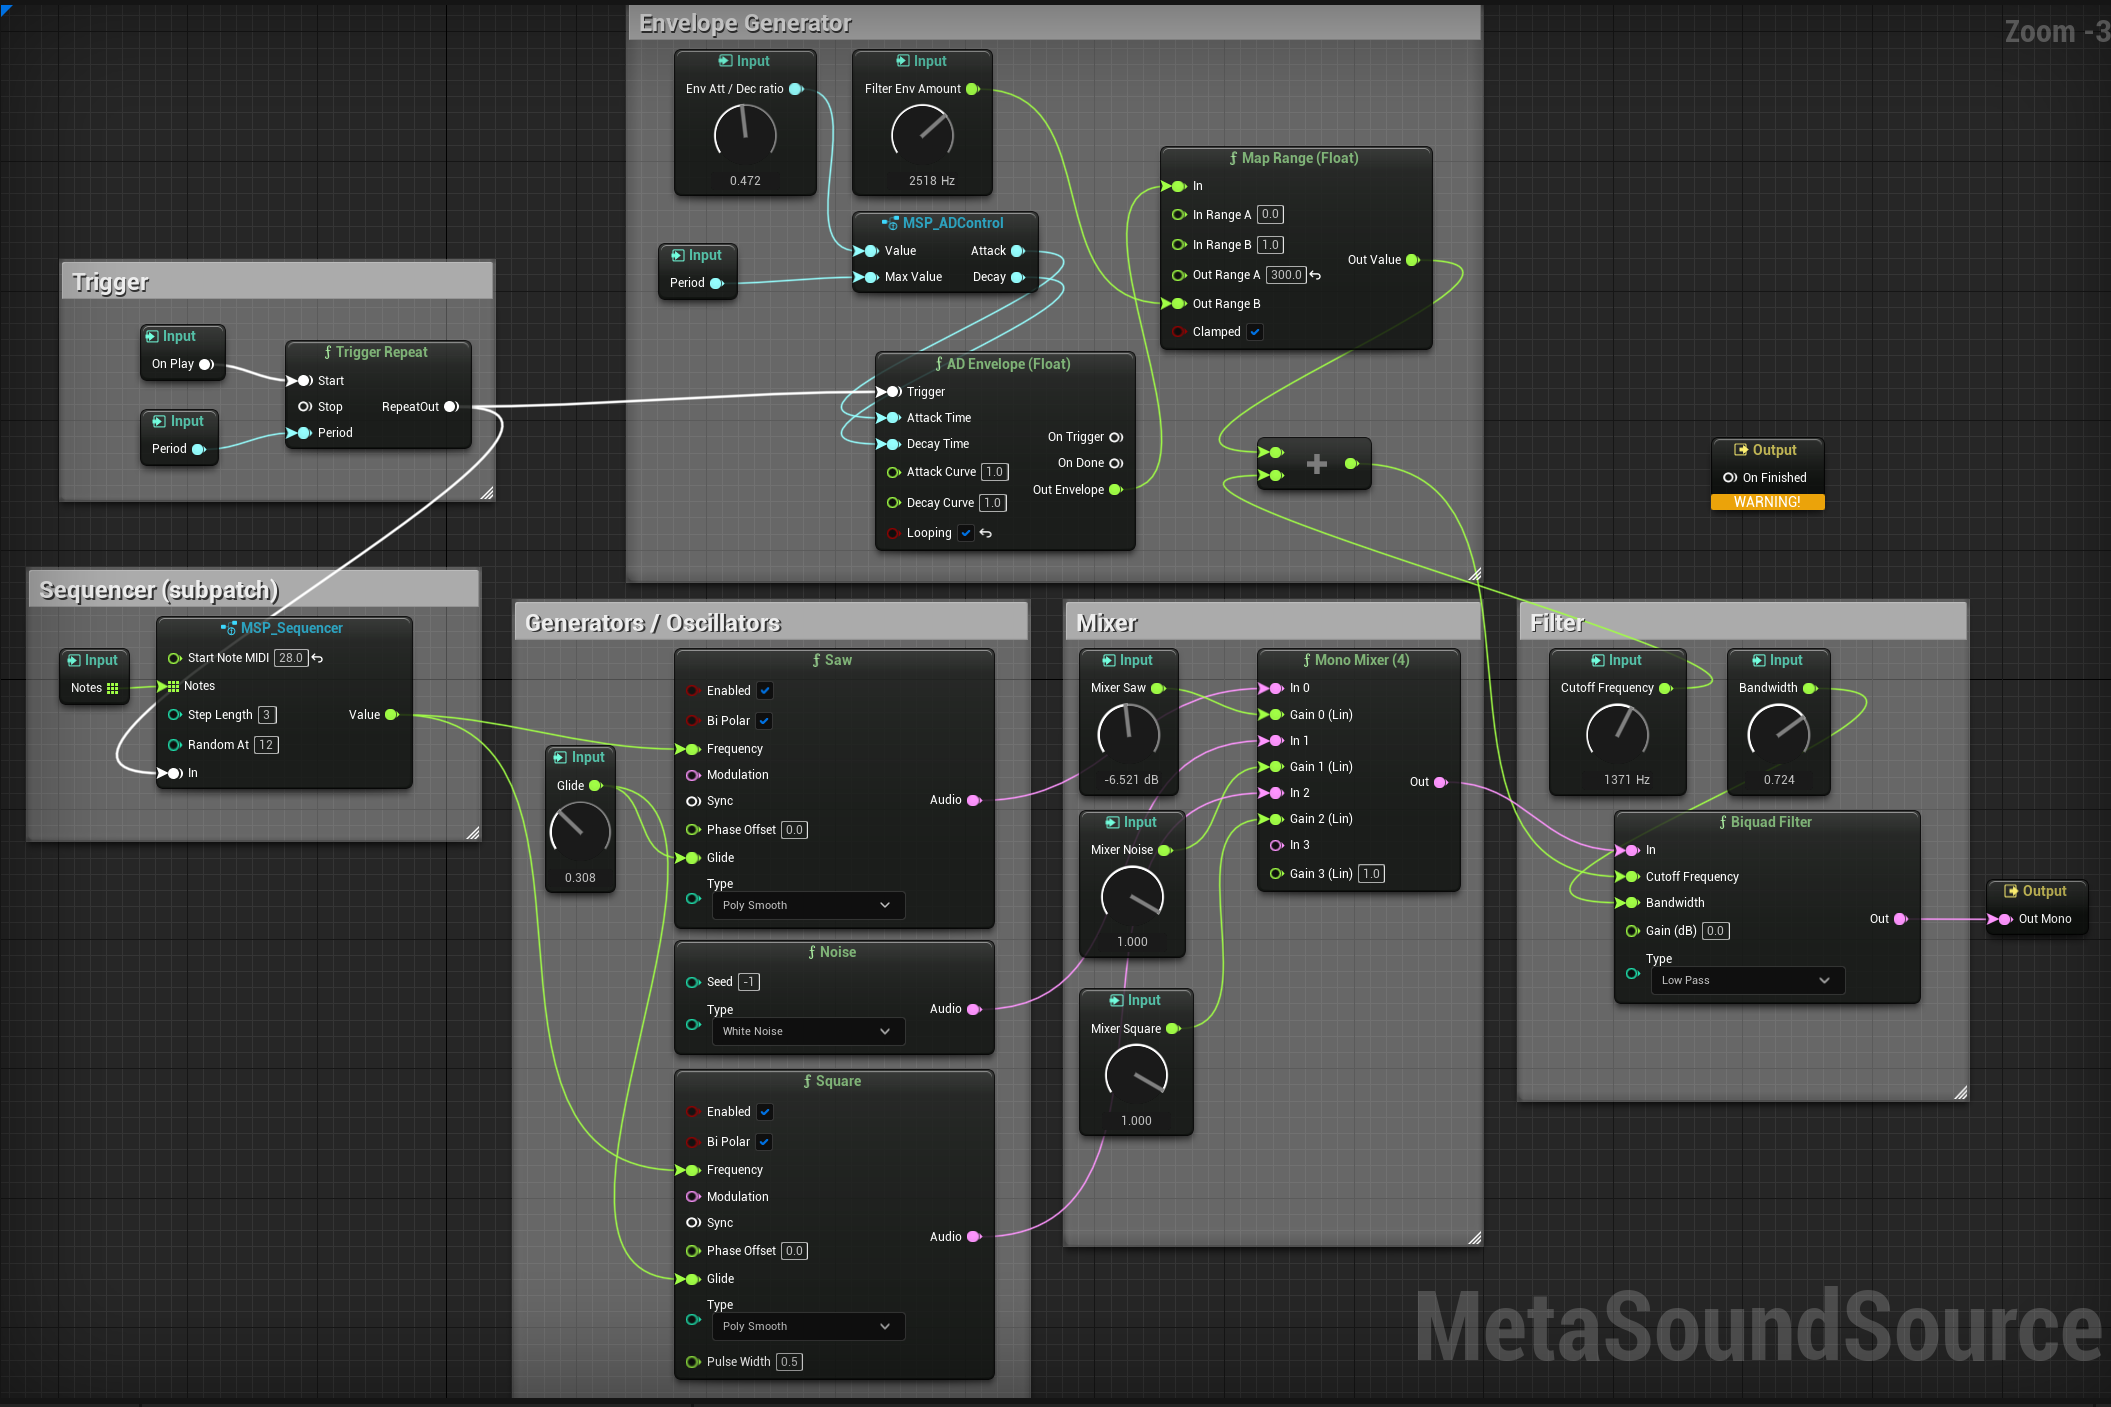 Zoom -3
Envelope Generator
Input
Env Att / Dec ratio
0.472
Input
Filter Env Amount
2518 Hz
Input
Period
MSP_ADControl
Value Attack
Max Value Decay
Map Range (Float)
In
In Range A 0.0
In Range B 1.0
Out Value
Out Range A 300.0
Out Range B
Clamped
AD Envelope (Float)
Trigger
Attack Time
Decay Time
On Trigger
On Done
Attack Curve 1.0
Out Envelope
Decay Curve 1.0
Looping
Trigger
Input
On Play
Input
Period
Trigger Repeat
Start
Stop RepeatOut
Period
Output
On Finished
WARNING!
Sequencer (subpatch)
Input
Notes
MSP_Sequencer
Start Note MIDI 28.0
Notes
Step Length 3 Value
Random At 12
In
Generators / Oscillators
Input
Glide
0.308
Saw
Enabled
Bi Polar
Frequency
Modulation
Sync Audio
Phase Offset 0.0
Glide
Type
Poly Smooth
Noise
Seed -1
Type Audio
White Noise
Square
Enabled
Bi Polar
Frequency
Modulation
Sync
Audio
Phase Offset 0.0
Glide
Type
Poly Smooth
Pulse Width 0.5
Mixer
Input
Mixer Saw
-6.521 dB
Input
Mixer Noise
1.000
Input
Mixer Square
1.000
Mono Mixer (4)
In 0
Gain 0 (Lin)
In 1
Gain 1 (Lin)
Out
In 2
Gain 2 (Lin)
In 3
Gain 3 (Lin) 1.0
Filter
Input
Cutoff Frequency
1371 Hz
Input
Bandwidth
0.724
Biquad Filter
In
Cutoff Frequency
Bandwidth
Out
Gain (dB) 0.0
Type
Low Pass
Output
Out Mono
MetaSoundSource